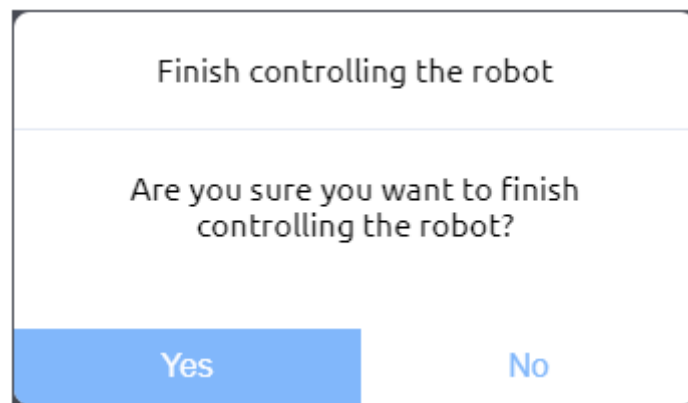 Finish controlling the robot
Are you sure you want to finish
controlling the robot?
Yes
No